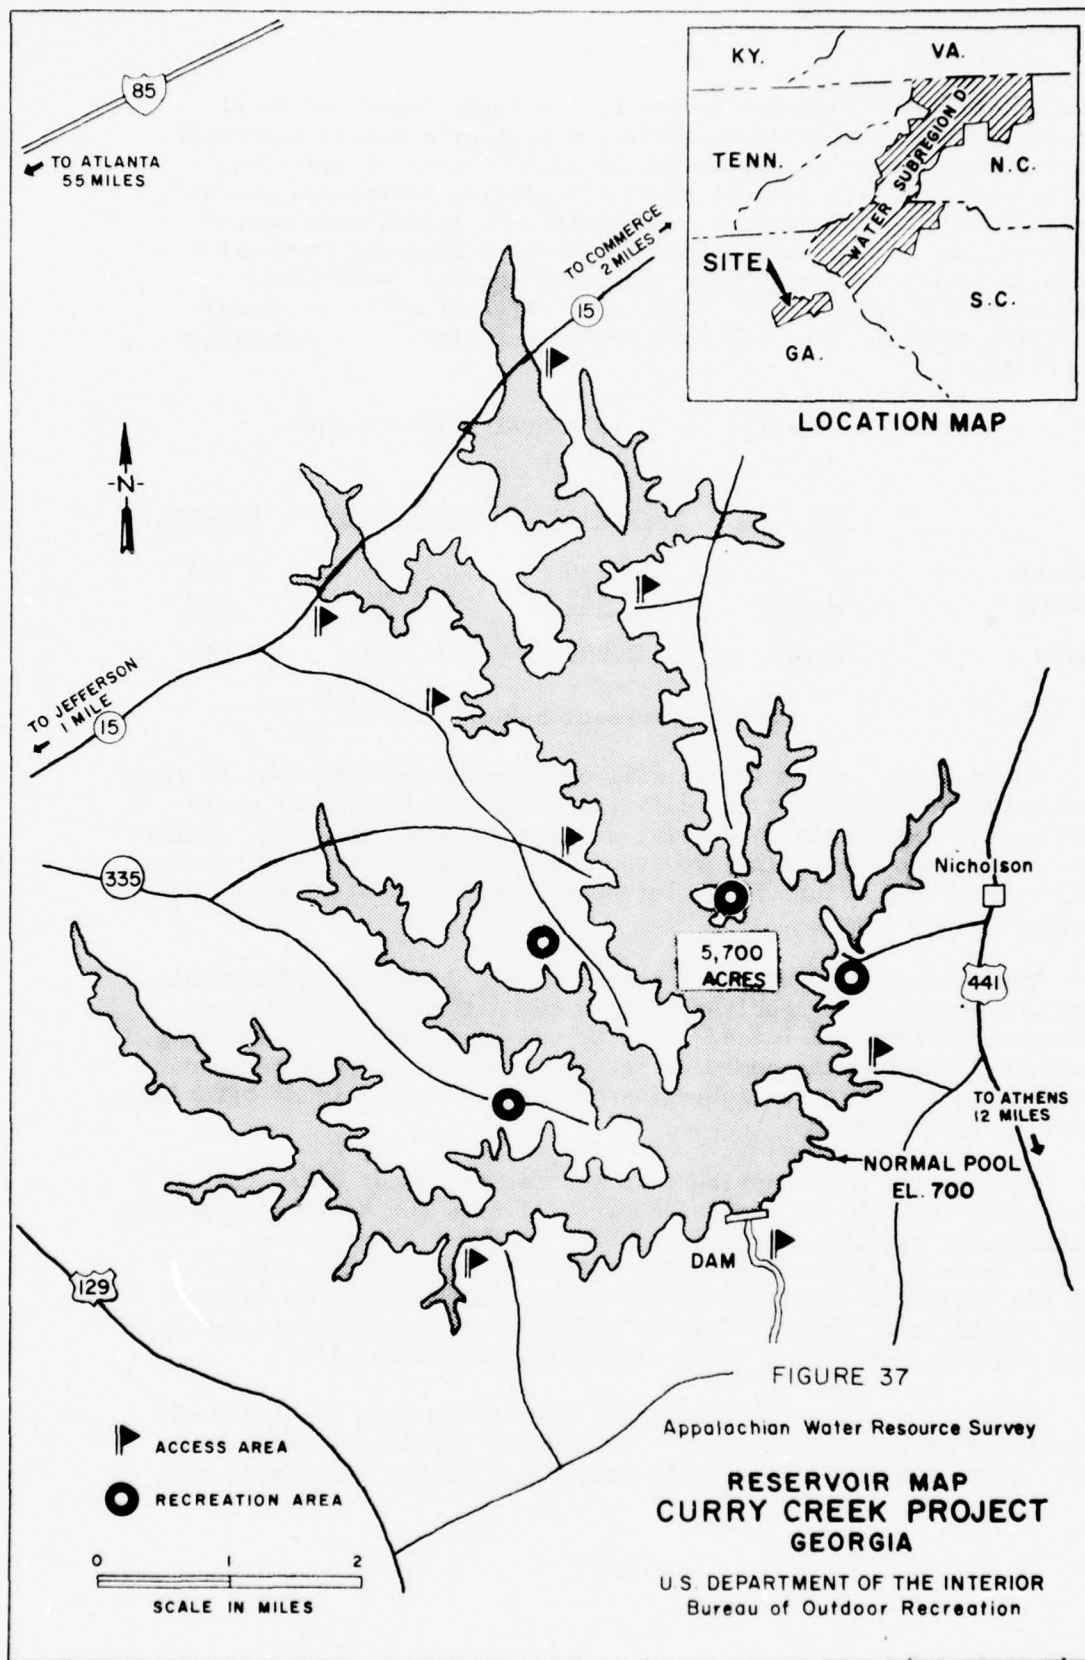 85
TO ATLANTA
55 MILES
KY.
VA.
TENN.
WATER SUBREGION D
N.C.
SITE
S.C.
GA.
LOCATION MAP
TO COMMERCE
2 MILES
15
-N-
TO JEFFERSON
1 MILE
15
335
Nicholson
5,700
ACRES
441
TO ATHENS
12 MILES
NORMAL POOL
EL. 700
DAM
129
FIGURE 37
Appalachian Water Resource Survey
ACCESS AREA
RECREATION AREA
RESERVOIR MAP
CURRY CREEK PROJECT
GEORGIA
0 1 2
SCALE IN MILES
U.S. DEPARTMENT OF THE INTERIOR
Bureau of Outdoor Recreation